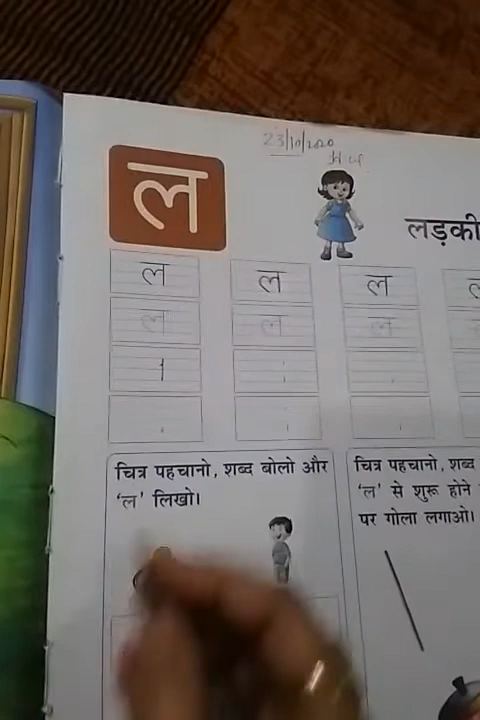 23/10/2020
ल
लड़की
ल ल ल ल
ल ल ल
चित्र पहचानो, शब्द बोलो और
'ल' लिखो।
चित्र पहचानो, शब्द
'ल' से शुरू होने
पर गोला लगाओ।